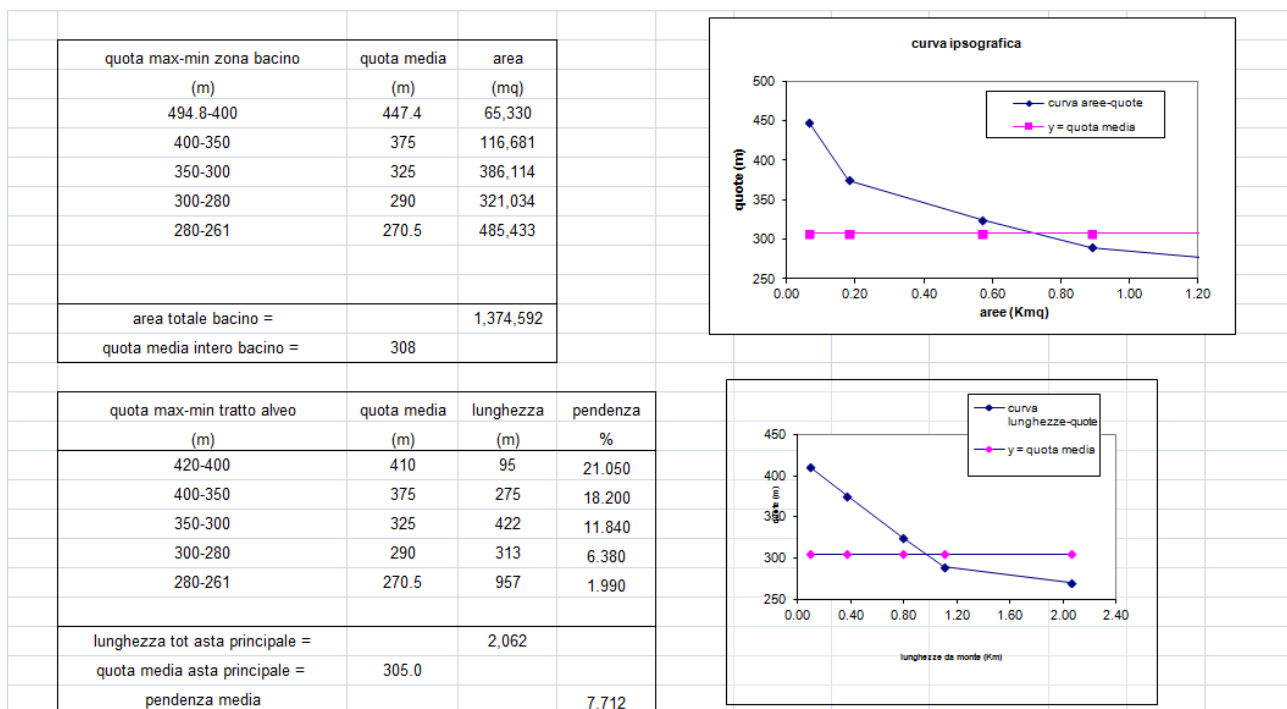 quota max-min zona bacino quota media area
(m) (m) (mq)
494.8-400 447.4 65,330
400-350 375 116,681
350-300 325 386,114
300-280 290 321,034
280-261 270.5 485,433
area totale bacino = 1,374,592
quota media intero bacino = 308
curva ipsografica
500
450
400
350
300
250
quote (m)
curva aree-quote
y = quota media
0.00 0.20 0.40 0.60 0.80 1.00 1.20
aree (Kmq)
quota max-min tratto alveo quota media lunghezza pendenza
(m) (m) (m) %
420-400 410 95 21.050
400-350 375 275 18.200
350-300 325 422 11.840
300-280 290 313 6.380
280-261 270.5 957 1.990
lunghezza tot asta principale = 2,062
quota media asta principale = 305.0
pendenza media 7.712
curva
lunghezze-quote
y = quota media
450
400
350
300
250
(m)
0.00 0.40 0.80 1.20 1.60 2.00 2.40
lunghezze da monte (Km)